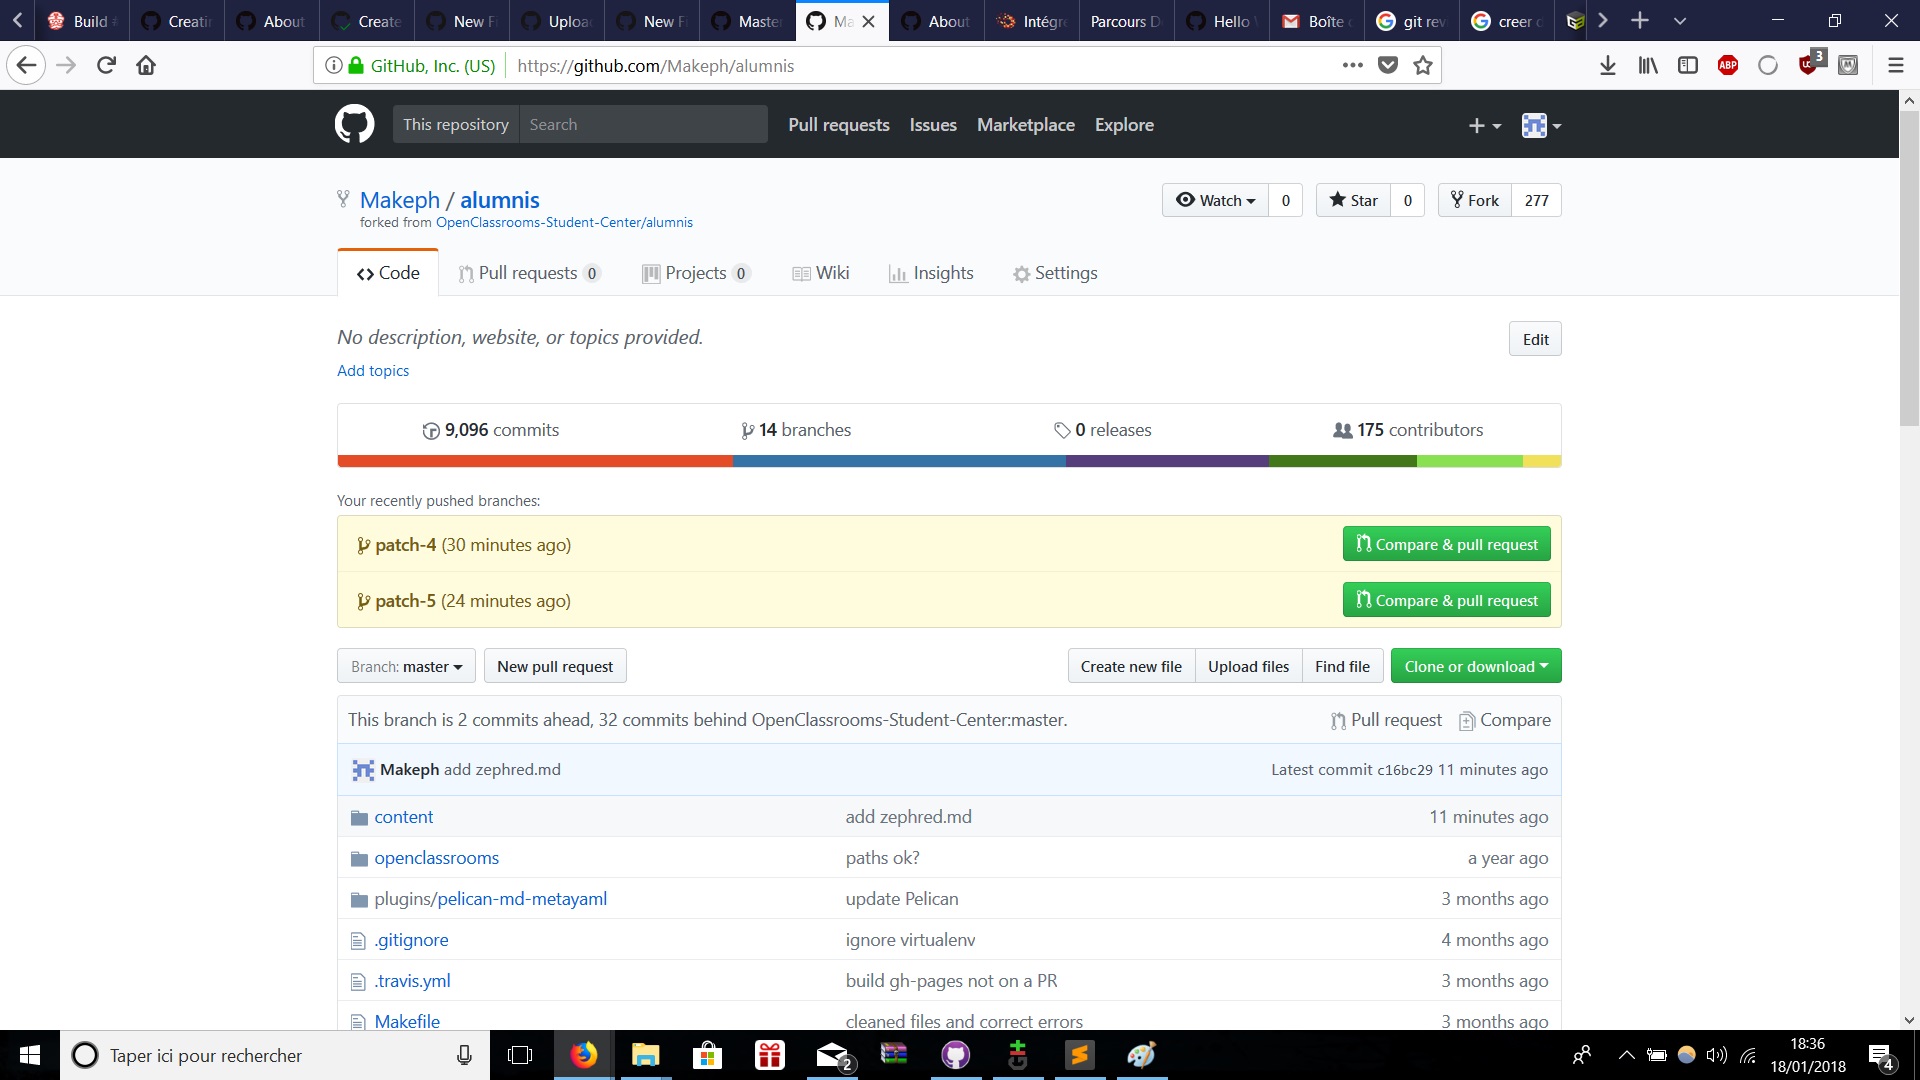 Build # Creatin About Create New Fi Upload New Fi Master Ma About Intégre Parcours D Hello Boîte git rev creer
GitHub, Inc. (US) https://github.com/Makeph/alumnis ABP 3
This repository Search Pull requests Issues Marketplace Explore
Makeph / alumnis Watch 0 Star 0 Fork 277
forked from OpenClassrooms-Student-Center/alumnis
Code Pull requests 0 Projects 0 Wiki Insights Settings
No description, website, or topics provided. Edit
Add topics
9,096 commits 14 branches 0 releases 175 contributors
Your recently pushed branches:
patch-4 (30 minutes ago) Compare & pull request
patch-5 (24 minutes ago) Compare & pull request
Branch: master New pull request Create new file Upload files Find file Clone or download
This branch is 2 commits ahead, 32 commits behind OpenClassrooms-Student-Center:master. Pull request Compare
Makeph add zephred.md Latest commit c16bc29 11 minutes ago
content add zephred.md 11 minutes ago
openclassrooms paths ok? a year ago
plugins/pelican-md-metayaml update Pelican 3 months ago
.gitignore ignore virtualenv 4 months ago
.travis.yml build gh-pages not on a PR 3 months ago
Makefile cleaned files and correct errors 3 months ago
Taper ici pour rechercher 2 18:36
18/01/2018 4